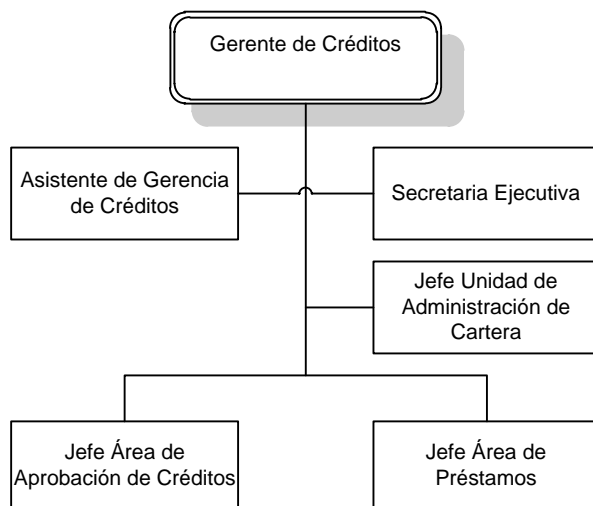 Gerente de Créditos
Asistente de Gerencia
de Créditos
Secretaria Ejecutiva
Jefe Unidad de
Administración de
Cartera
Jefe Área de
Aprobación de Créditos
Jefe Área de
Préstamos